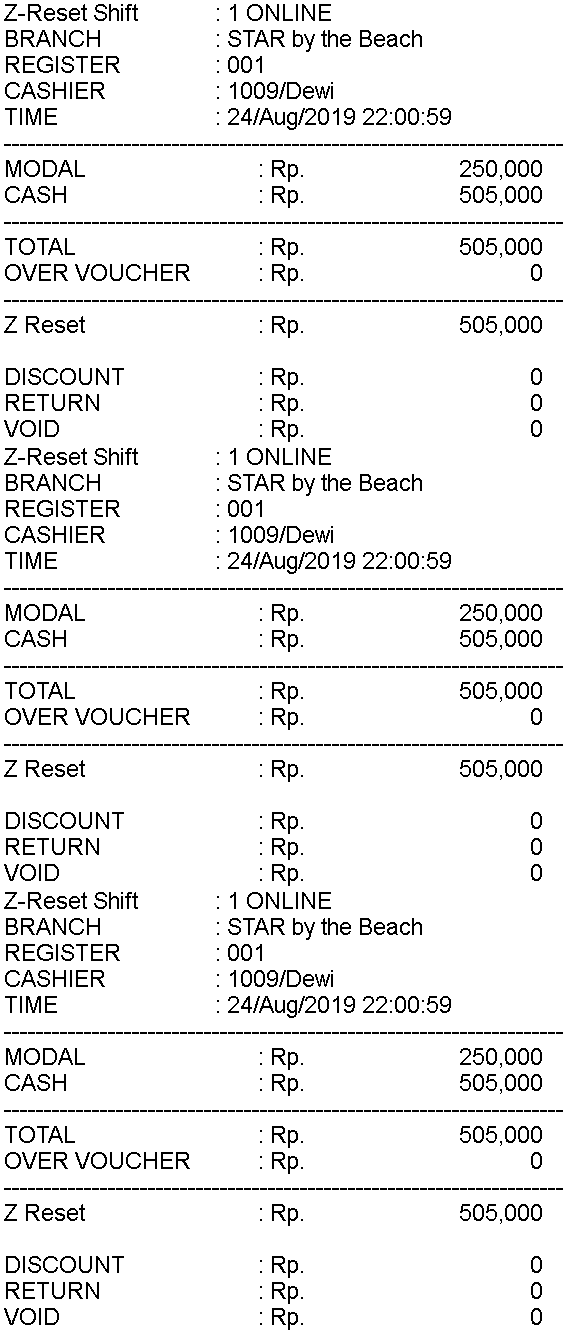 Z-Reset Shift : 1 ONLINE
BRANCH : STAR by the Beach
REGISTER : 001
CASHIER : 1009/Dewi
TIME : 24/Aug/2019 22:00:59
--------------------------------------------------------------------------------
MODAL : Rp. 250,000
CASH : Rp. 505,000
--------------------------------------------------------------------------------
TOTAL : Rp. 505,000
OVER VOUCHER : Rp. 0
--------------------------------------------------------------------------------
Z Reset : Rp. 505,000
DISCOUNT : Rp. 0
RETURN : Rp. 0
VOID : Rp. 0
Z-Reset Shift : 1 ONLINE
BRANCH : STAR by the Beach
REGISTER : 001
CASHIER : 1009/Dewi
TIME : 24/Aug/2019 22:00:59
--------------------------------------------------------------------------------
MODAL : Rp. 250,000
CASH : Rp. 505,000
--------------------------------------------------------------------------------
TOTAL : Rp. 505,000
OVER VOUCHER : Rp. 0
--------------------------------------------------------------------------------
Z Reset : Rp. 505,000
DISCOUNT : Rp. 0
RETURN : Rp. 0
VOID : Rp. 0
Z-Reset Shift : 1 ONLINE
BRANCH : STAR by the Beach
REGISTER : 001
CASHIER : 1009/Dewi
TIME : 24/Aug/2019 22:00:59
--------------------------------------------------------------------------------
MODAL : Rp. 250,000
CASH : Rp. 505,000
--------------------------------------------------------------------------------
TOTAL : Rp. 505,000
OVER VOUCHER : Rp. 0
--------------------------------------------------------------------------------
Z Reset : Rp. 505,000
DISCOUNT : Rp. 0
RETURN : Rp. 0
VOID : Rp. 0